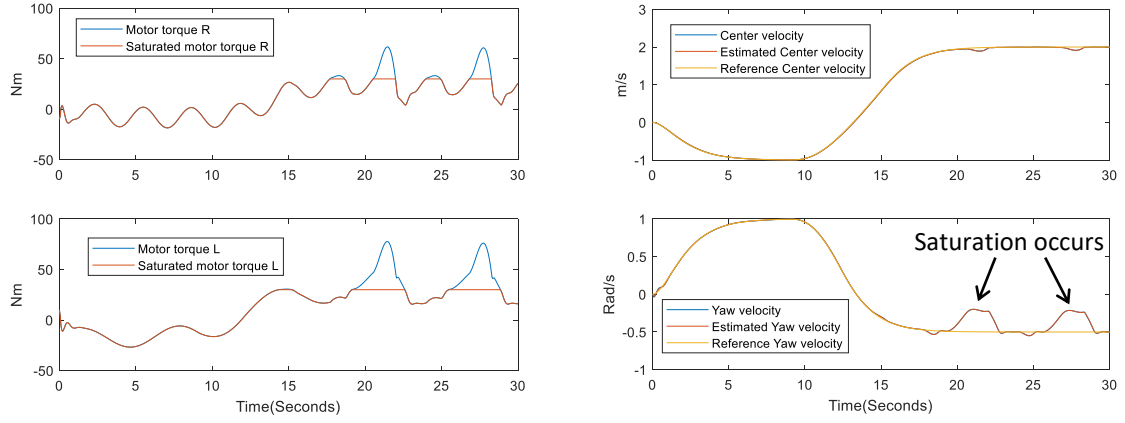 100
50
0
-50
Nm
Motor torque R
Saturated motor torque R
0 5 10 15 20 25 30
100
50
0
-50
Nm
Motor torque L
Saturated motor torque L
0 5 10 15 20 25 30
Time(Seconds)
3
2
1
0
-1
m/s
Center velocity
Estimated Center velocity
Reference Center velocity
0 5 10 15 20 25 30
1
0.5
0
-0.5
-1
Rad/s
Saturation occurs
Yaw velocity
Estimated Yaw velocity
Reference Yaw velocity
0 5 10 15 20 25 30
Time(Seconds)